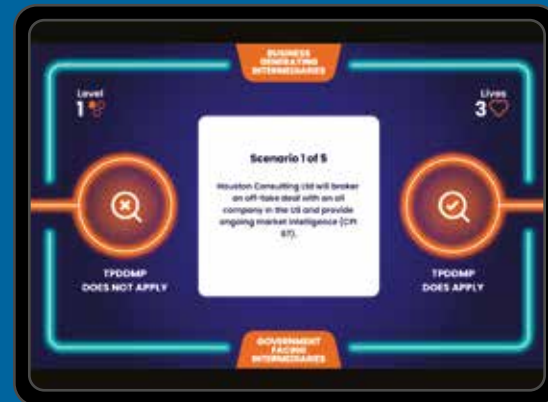 BUSINESS
GENERATING
INTERMEDIARIES
Level
1
Lives
3
Scenario 1 of 5
Houston Consulting Ltd will broker
an off-take deal with an oil
company in the US and provide
ongoing market intelligence (CPI
67).
TPDDMP
DOES NOT APPLY
TPDDMP
DOES APPLY
GOVERNMENT
FACING
INTERMEDIARIES